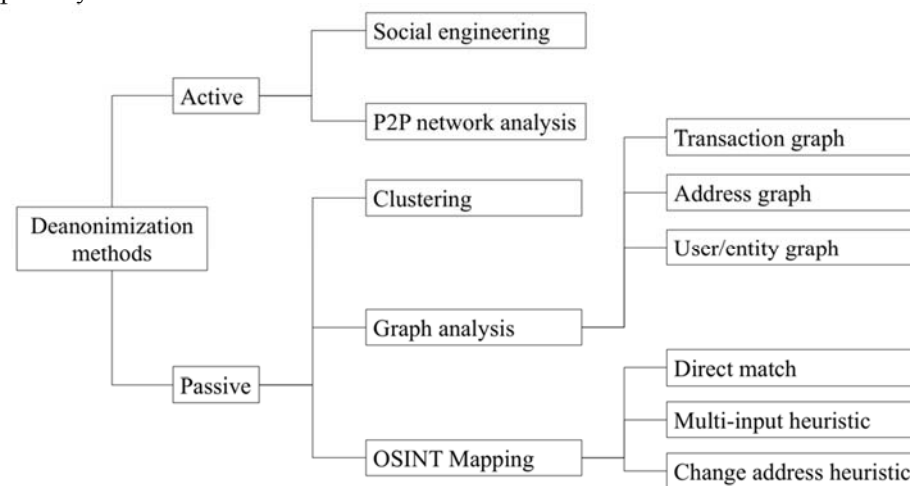 Social engineering
Active
P2P network analysis
Transaction graph
Clustering
Address graph
Deanonimization
methods
User/entity graph
Graph analysis
Passive
Direct match
Multi-input heuristic
OSINT Mapping
Change address heuristic